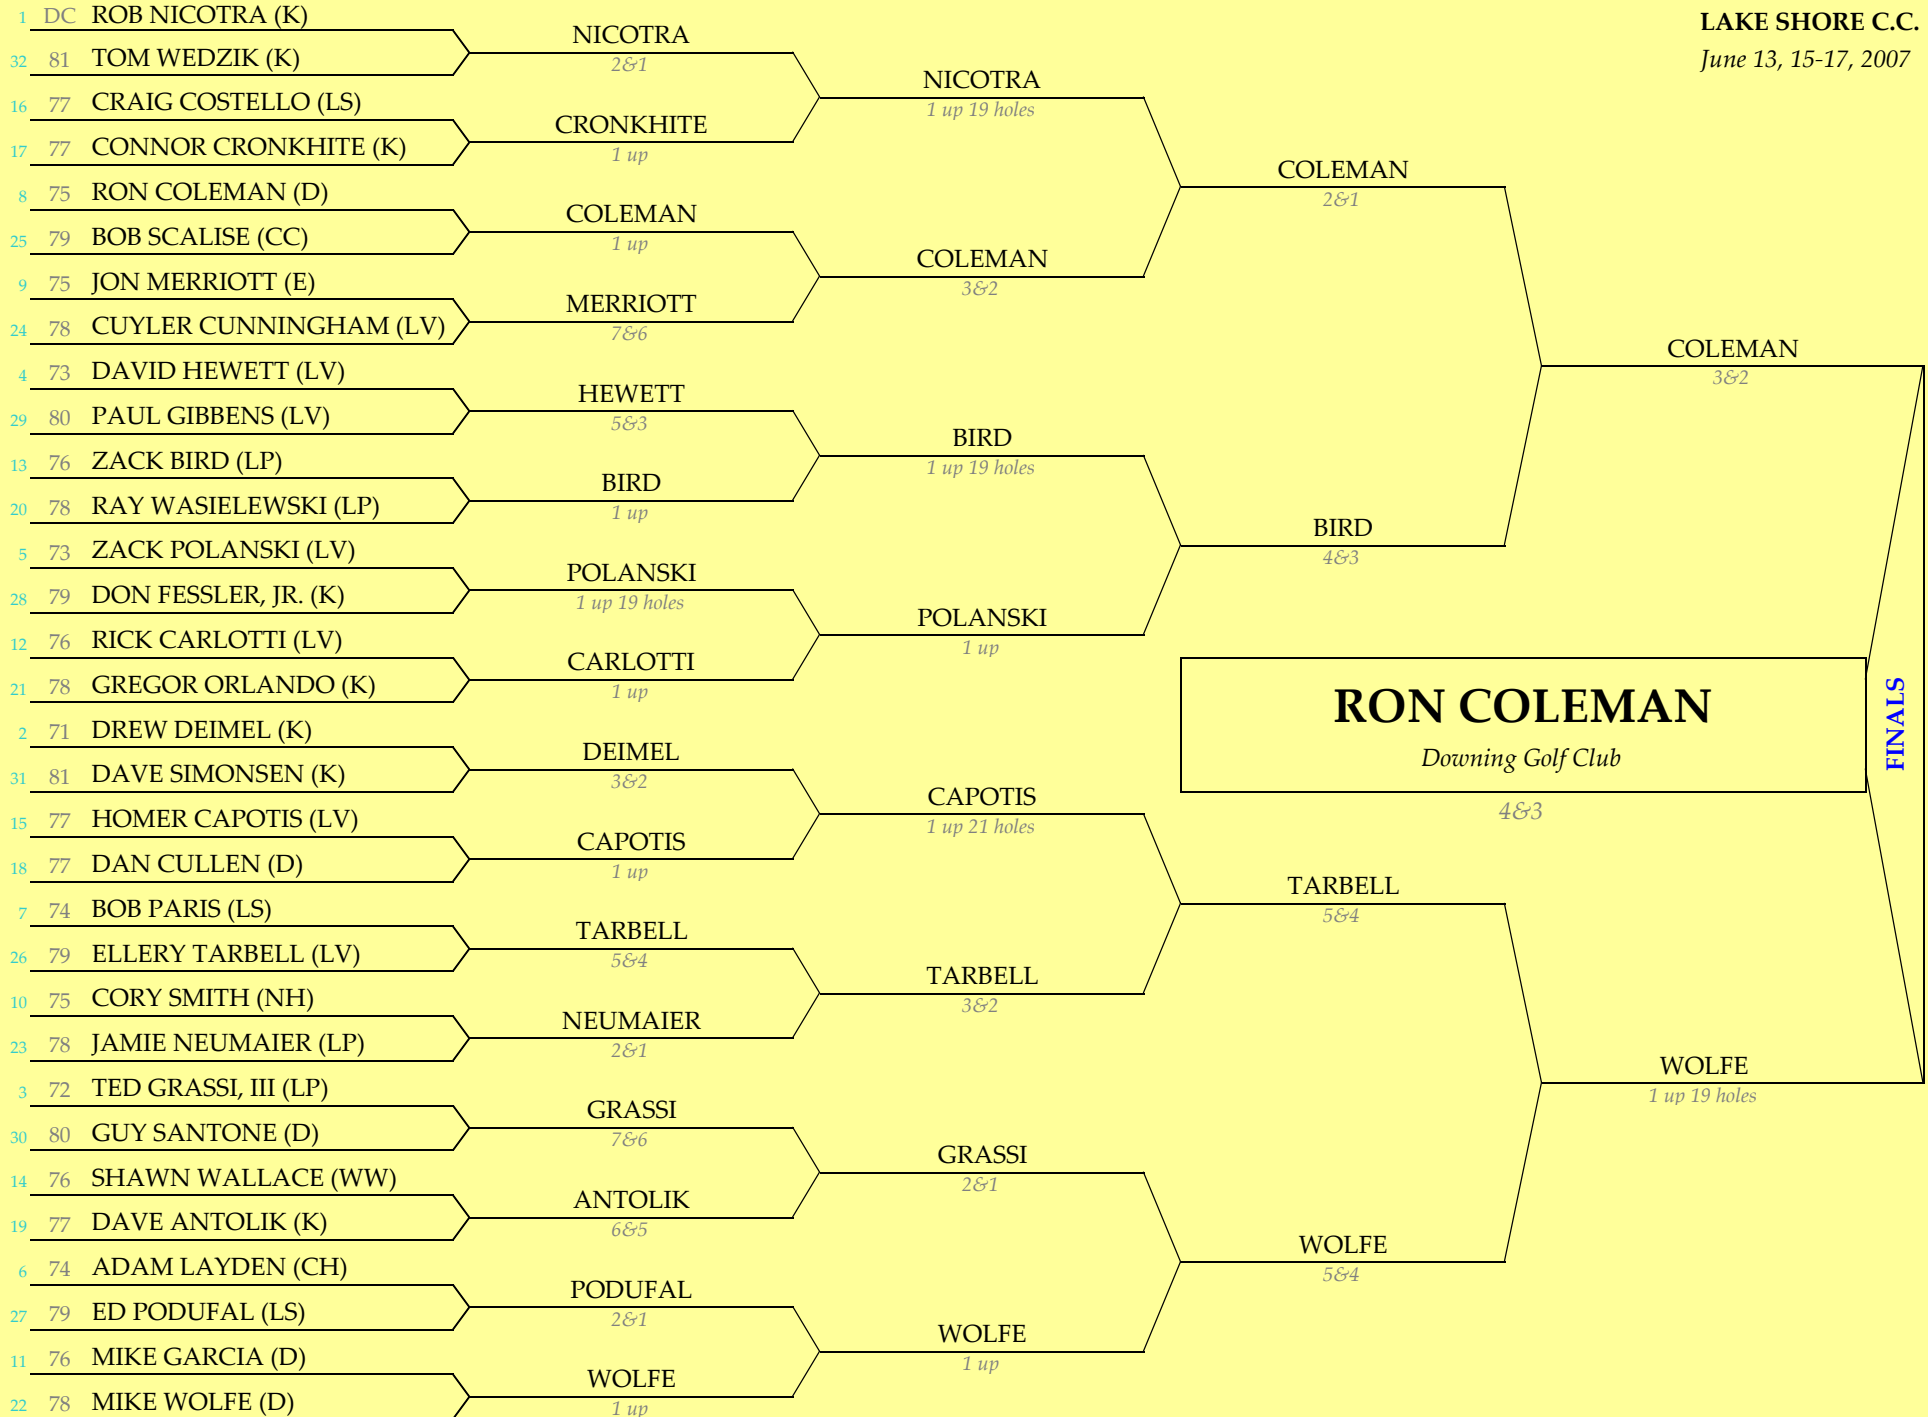 LAKE SHORE C.C.
June 13, 15-17, 2007
1 DC ROB NICOTRA (K)
32 81 TOM WEDZIK (K)
16 77 CRAIG COSTELLO (LS)
17 77 CONNOR CRONKHITE (K)
8 75 RON COLEMAN (D)
25 79 BOB SCALISE (CC)
9 75 JON MERRIOTT (E)
24 78 CUYLER CUNNINGHAM (LV)
4 73 DAVID HEWETT (LV)
29 80 PAUL GIBBENS (LV)
13 76 ZACK BIRD (LP)
20 78 RAY WASIELEWSKI (LP)
5 73 ZACK POLANSKI (LV)
28 79 DON FESSLER, JR. (K)
12 76 RICK CARLOTTI (LV)
21 78 GREGOR ORLANDO (K)
2 71 DREW DEIMEL (K)
31 81 DAVE SIMONSEN (K)
15 77 HOMER CAPOTIS (LV)
18 77 DAN CULLEN (D)
7 74 BOB PARIS (LS)
26 79 ELLERY TARBELL (LV)
10 75 CORY SMITH (NH)
23 78 JAMIE NEUMAIER (LP)
3 72 TED GRASSI, III (LP)
30 80 GUY SANTONE (D)
14 76 SHAWN WALLACE (WW)
19 77 DAVE ANTOLIK (K)
6 74 ADAM LAYDEN (CH)
27 79 ED PODUFAL (LS)
11 76 MIKE GARCIA (D)
22 78 MIKE WOLFE (D)
NICOTRA
2&1
CRONKHITE
1 up
COLEMAN
1 up
MERRIOTT
7&6
HEWETT
5&3
BIRD
1 up
POLANSKI
1 up 19 holes
CARLOTTI
1 up
DEIMEL
3&2
CAPOTIS
1 up
TARBELL
5&4
NEUMAIER
2&1
GRASSI
7&6
ANTOLIK
6&5
PODUFAL
2&1
WOLFE
1 up
NICOTRA
1 up 19 holes
COLEMAN
3&2
BIRD
1 up 19 holes
POLANSKI
1 up
CAPOTIS
1 up 21 holes
TARBELL
3&2
GRASSI
2&1
WOLFE
1 up
COLEMAN
2&1
BIRD
4&3
TARBELL
5&4
WOLFE
5&4
COLEMAN
3&2
WOLFE
1 up 19 holes
RON COLEMAN
Downing Golf Club
4&3
FINALS